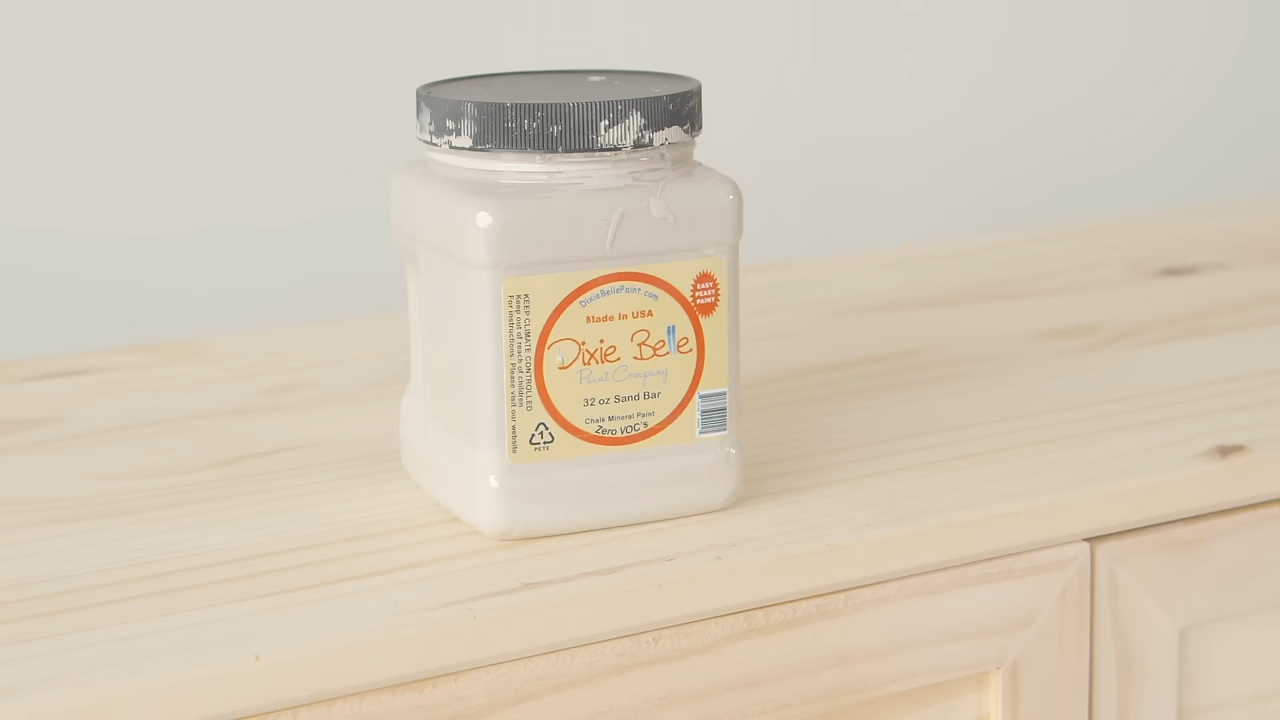 KEEP CLIMATE CONTROLLED
Keep out of reach of children
For instructions: Please visit our website
1
PETE
DixieBellePaint.com
Made In USA
Dixie Belle
Paint Company
32 oz Sand Bar
Chalk Mineral Paint
Zero VOC's
EASY
PEASY
PAINT